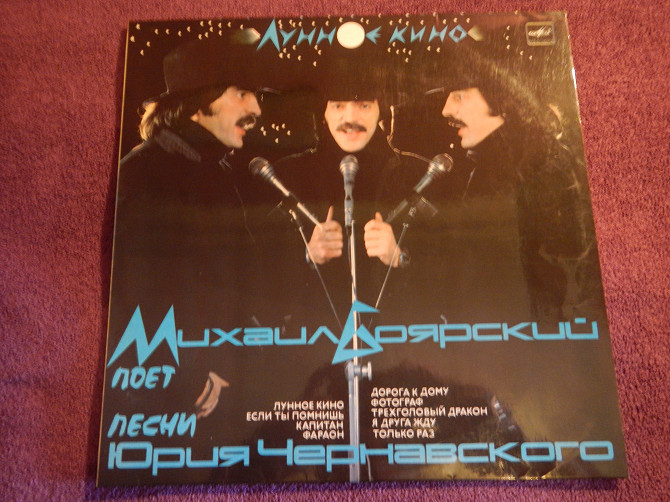 Лунное кино
Михаил Боярский
поет
песни
ЛУННОЕ КИНО
ЕСЛИ ТЫ ПОМНИШЬ
КАПИТАН
ФАРАОН
ДОРОГА К ДОМУ
ФОТОГРАФ
ТРЕХГОЛОВЫЙ ДРАКОН
Я ДРУГА ЖДУ
ТОЛЬКО РАЗ
Юрия Чернавского